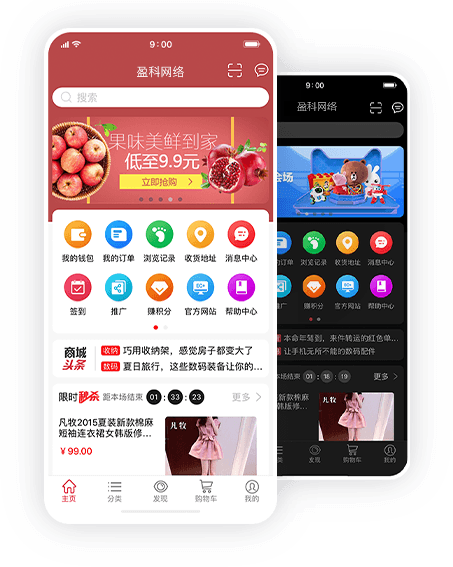 9:00
盈科网络
搜索
果味美鲜到家
低至9.9元
立即抢购 >
我的钱包 我的订单 浏览记录 收货地址 消息中心
签到 推广 赚积分 官方网站 帮助中心
商城
头条
收纳 巧用收纳架，感觉房子都变大了
数码 夏日旅行，这些数码装备让你的...
限时秒杀 距本场结束 01 : 33 : 23 更多 >
凡牧2015夏装新款棉麻
短袖连衣裙女韩版修...
￥99.00
凡牧
主页 分类 发现 购物车 我的
9:00
盈科网络
会场
的订单 浏览记录 收货地址 消息中心
推广 赚积分 官方网站 帮助中心
本命年驾到，来件转运的红色单...
让手机无所不能的数码配件
本场结束 01 : 16 : 19 更多 >
新款棉麻
韩版修...
凡牧
分类 发现 购物车 我的